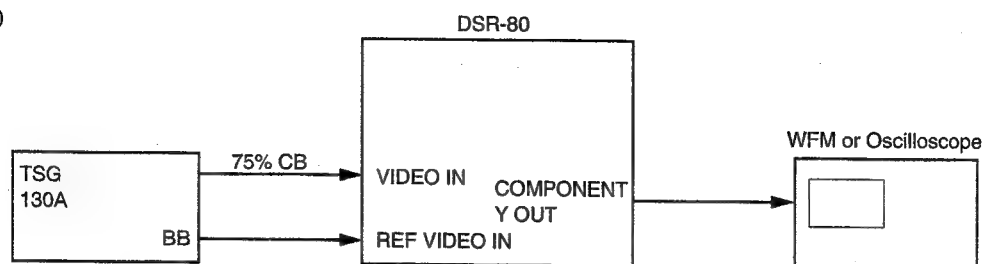 )
DSR-80
WFM or Oscilloscope
TSG
130A
75% CB
VIDEO IN
COMPONENT
Y OUT
BB
REF VIDEO IN